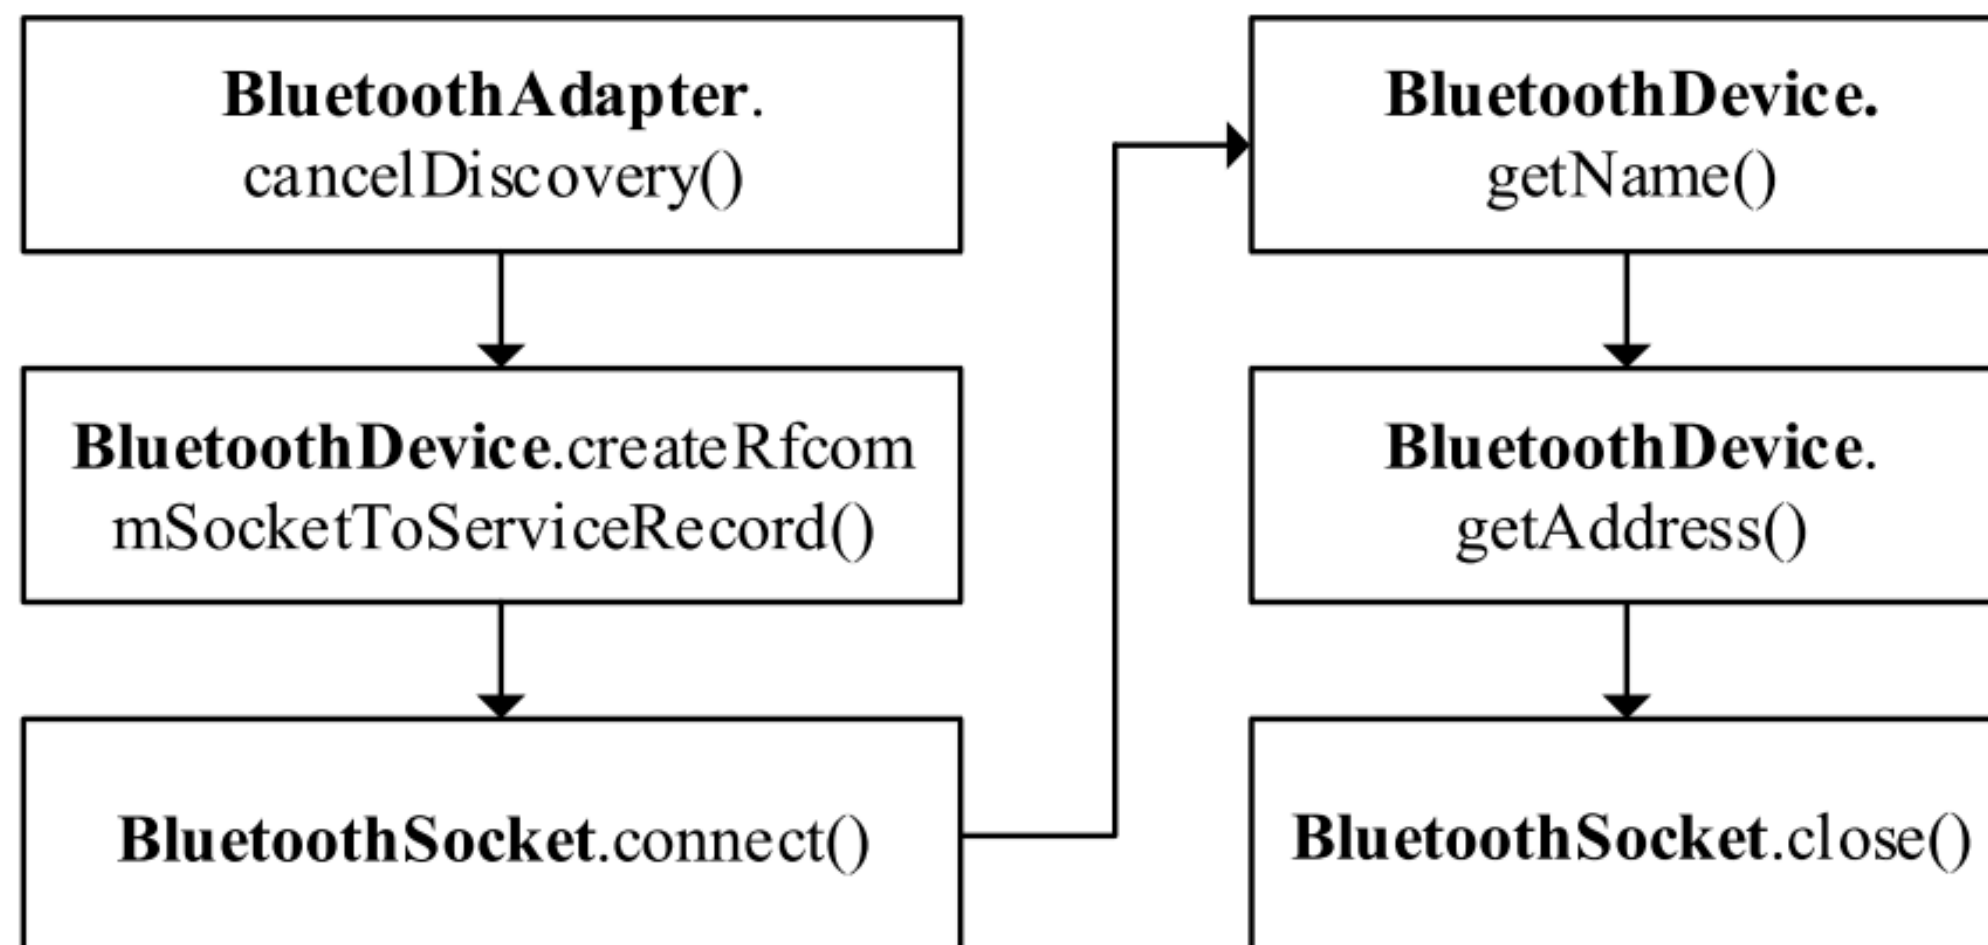 BluetoothAdapter.
cancelDiscovery()
BluetoothDevice.createRfcom
mSocketToServiceRecord()
BluetoothSocket.connect()
BluetoothDevice.
getName()
BluetoothDevice.
getAddress()
BluetoothSocket.close()